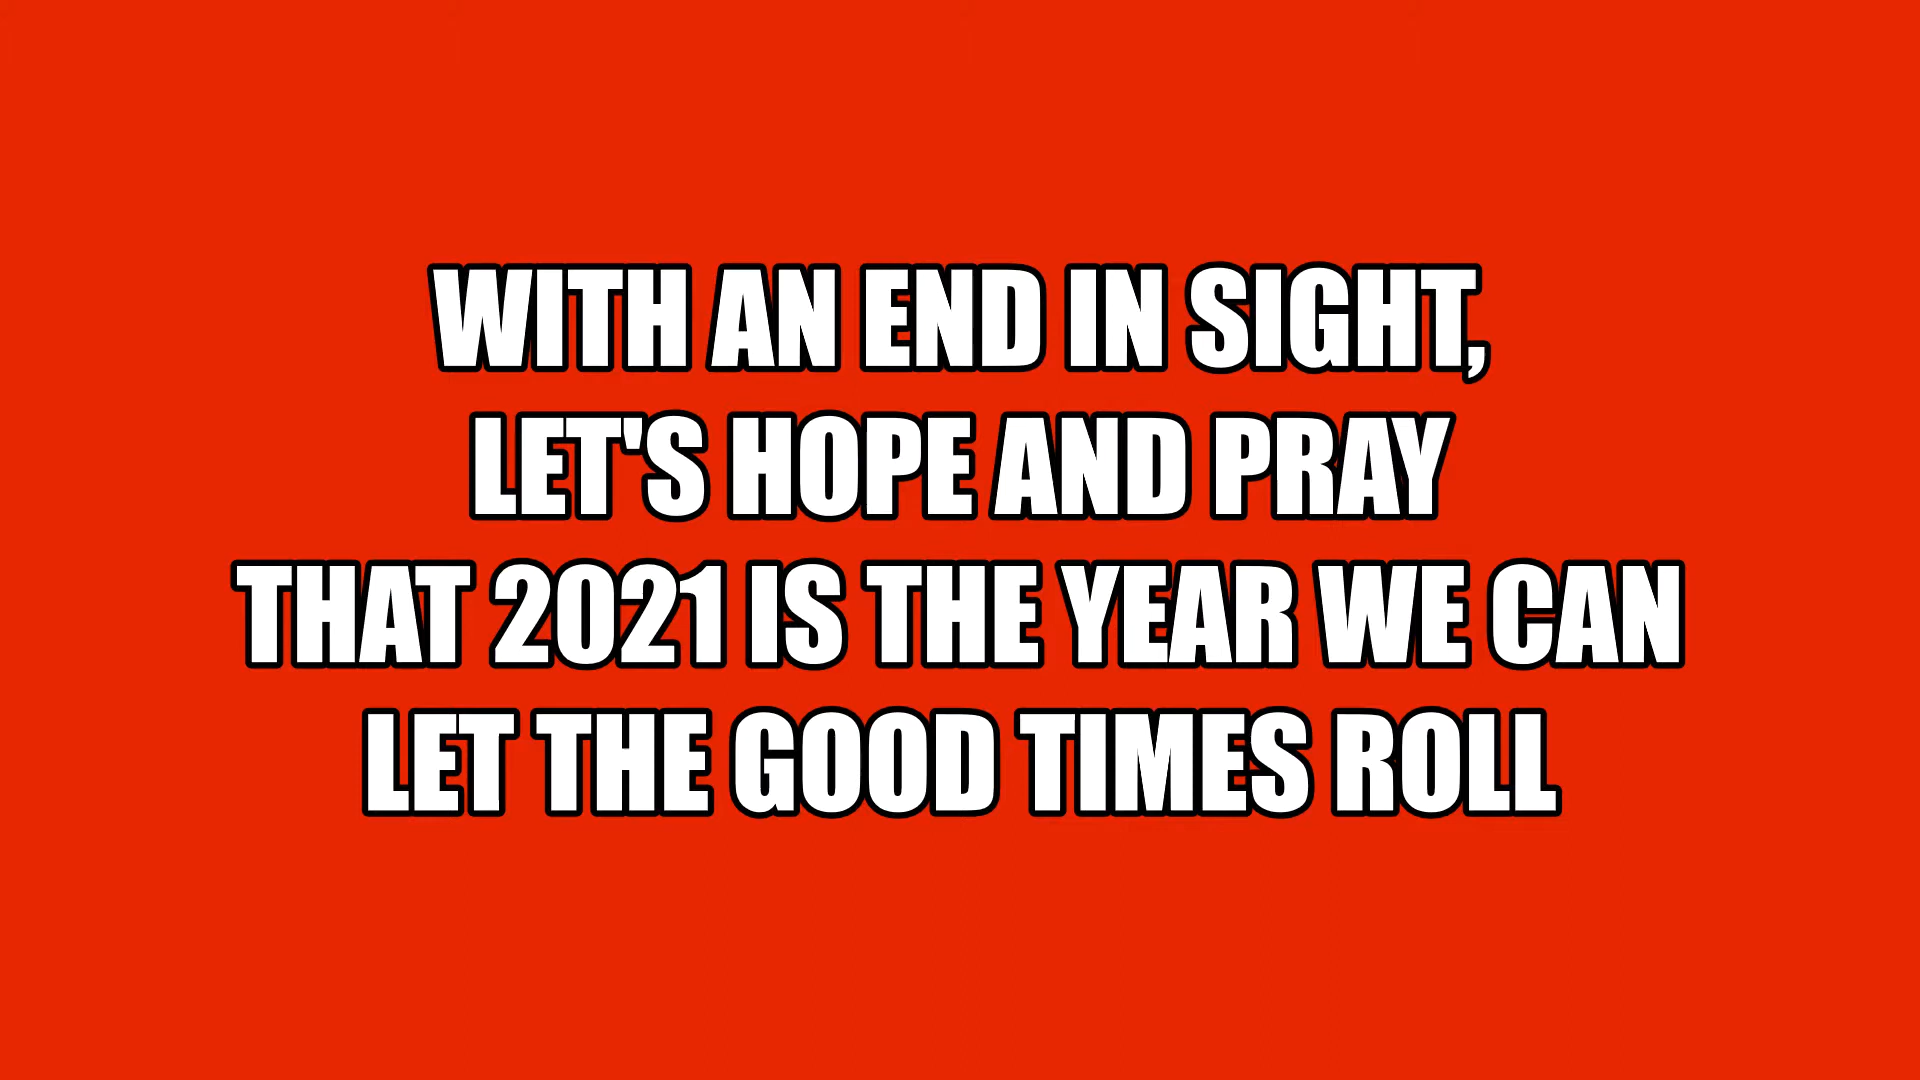 WITH AN END IN SIGHT,
LET'S HOPE AND PRAY
THAT 2021 IS THE YEAR WE CAN
LET THE GOOD TIMES ROLL